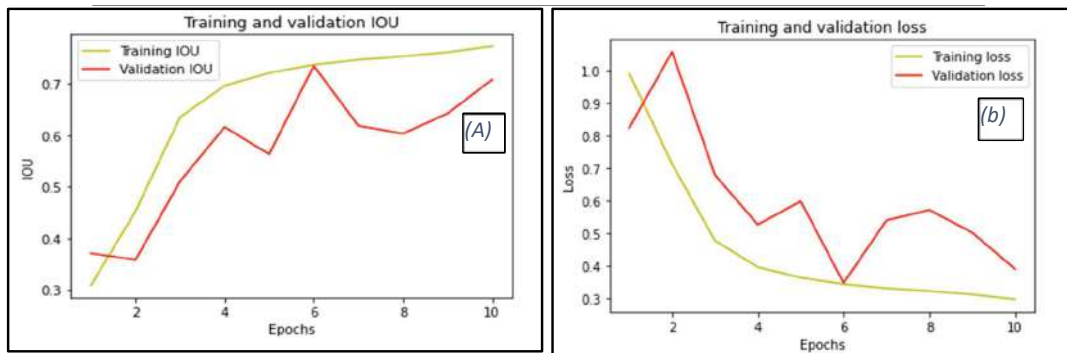 Training and validation IOU
Training IOU
Validation IOU
(A)
IOU
0.7
0.6
0.5
0.4
0.3
2
4
6
8
10
Epochs
Training and validation loss
Training loss
Validation loss
(b)
Loss
1.0
0.9
0.8
0.7
0.6
0.5
0.4
0.3
2
4
6
8
10
Epochs